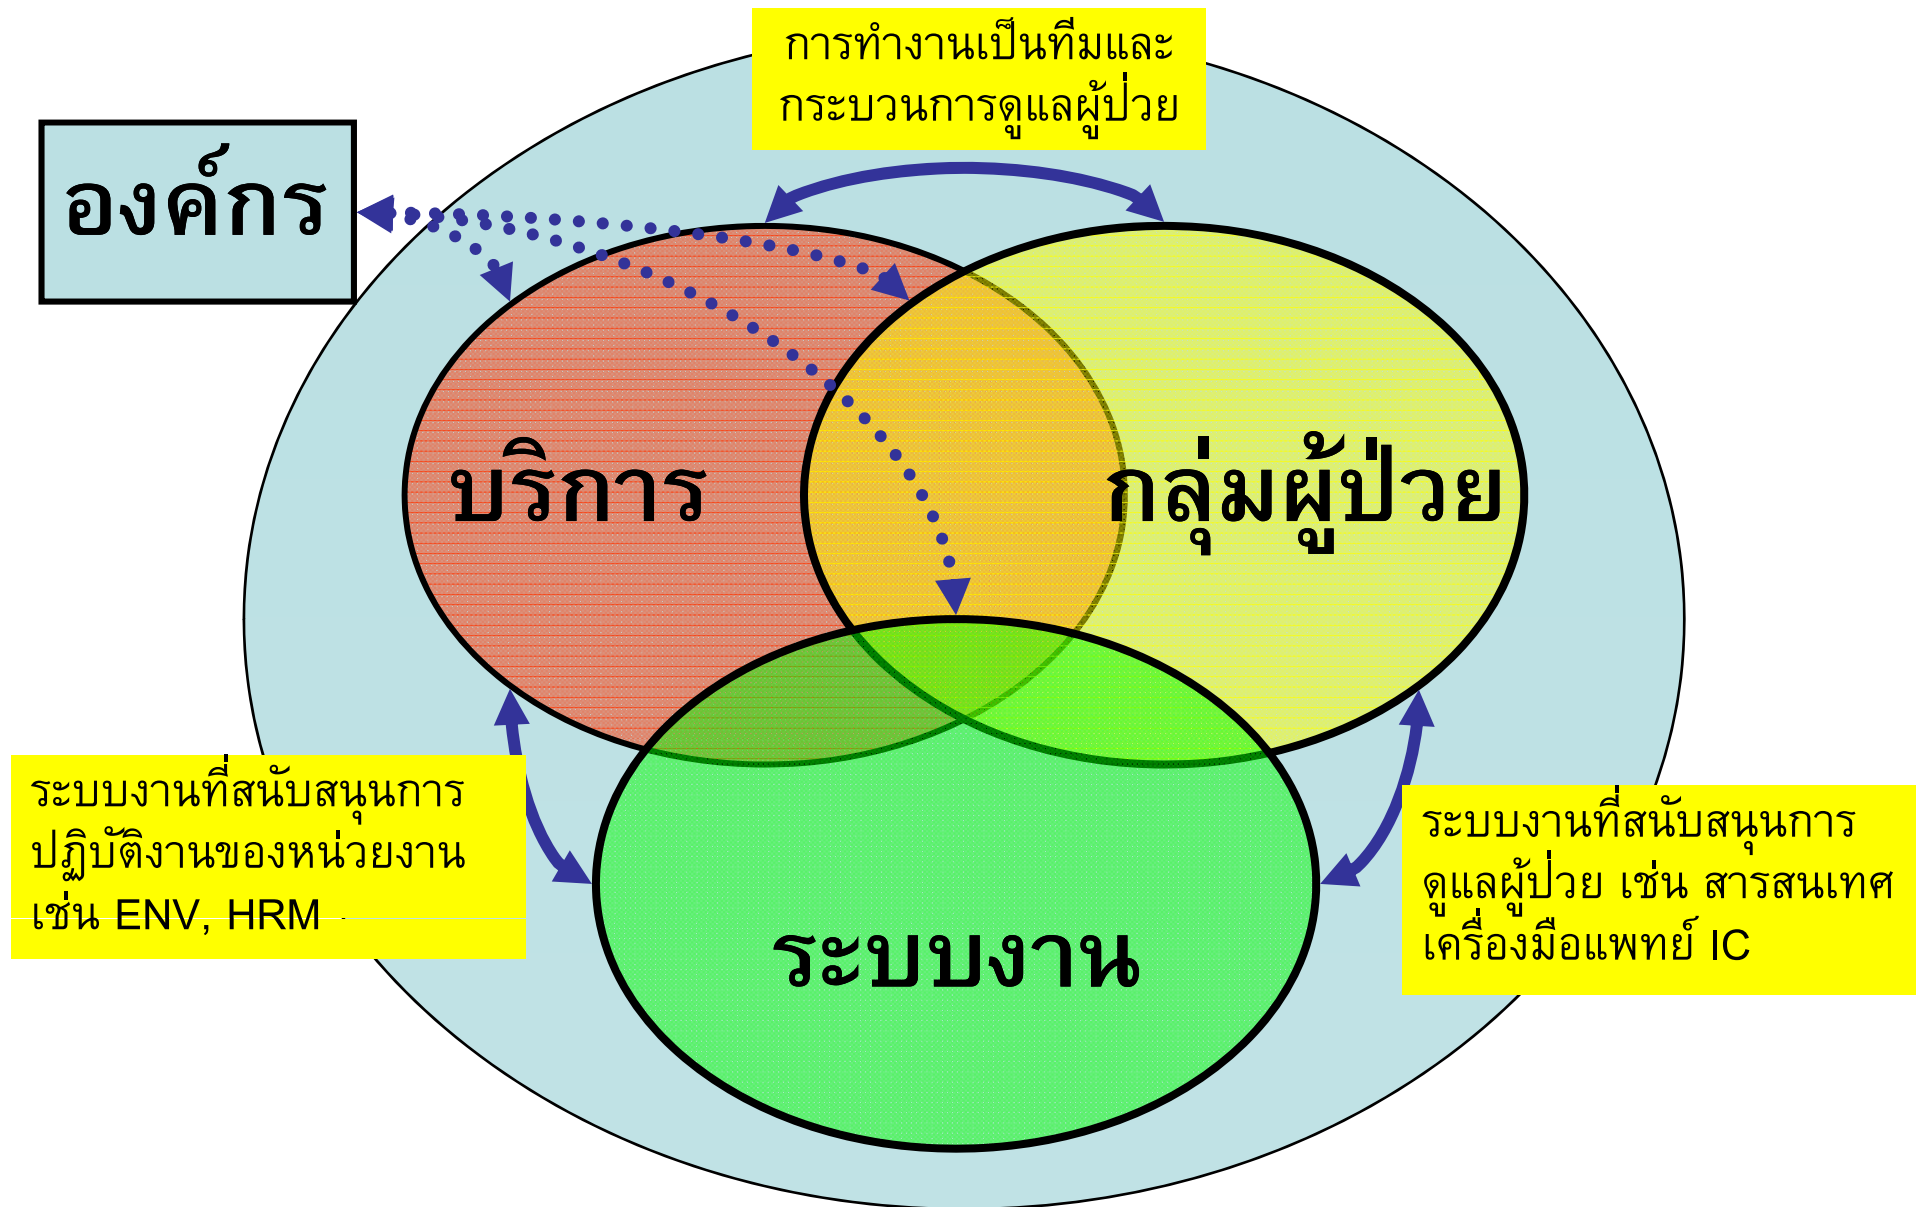 การทำงานเป็นทีมและ
กระบวนการดูแลผู้ป่วย
องค์กร
บริการ
กลุ่มผู้ป่วย
ระบบงานที่สนับสนุนการ
ปฏิบัติงานของหน่วยงาน
เช่น ENV, HRM
ระบบงานที่สนับสนุนการ
ดูแลผู้ป่วย เช่น สารสนเทศ
เครื่องมือแพทย์ IC
ระบบงาน